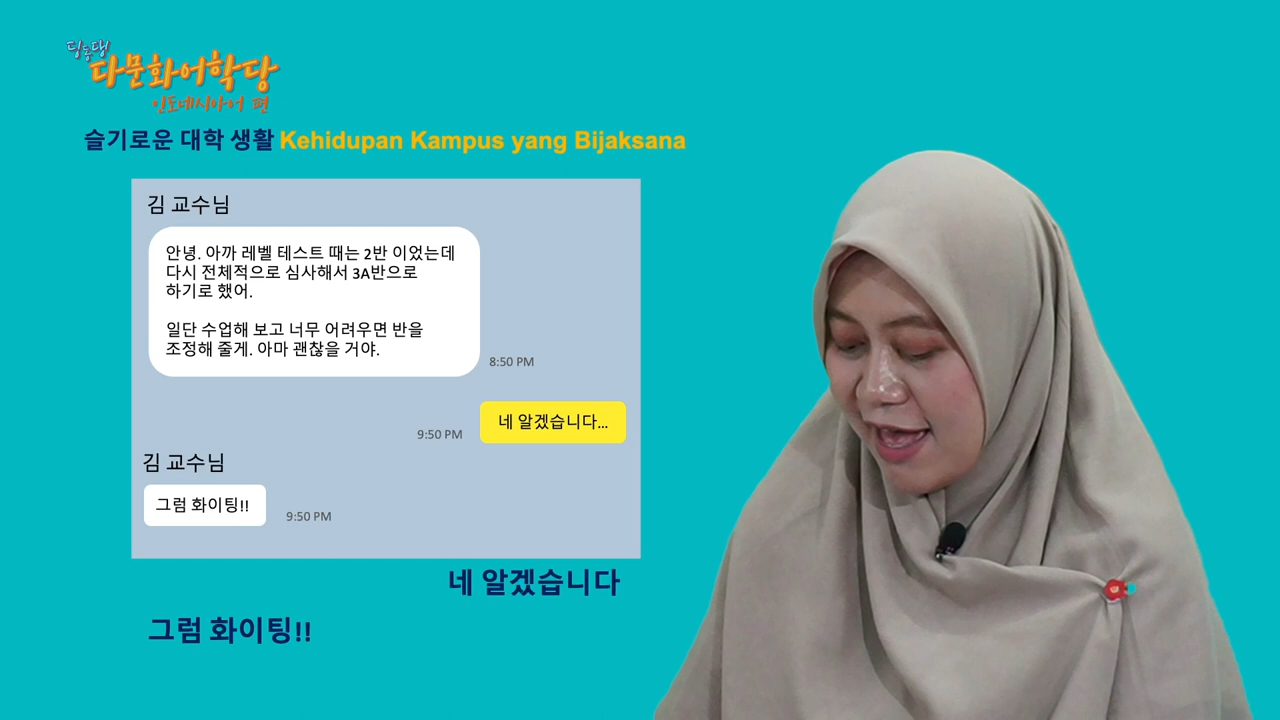 딩동댕
다문화어학당
인도네시아어 편
슬기로운 대학 생활 Kehidupan Kampus yang Bijaksana
김 교수님
안녕. 아까 레벨 테스트 때는 2반 이었는데
다시 전체적으로 심사해서 3A반으로
하기로 했어.
일단 수업해 보고 너무 어려우면 반을
조정해 줄게. 아마 괜찮을 거야.
8:50 PM
네 알겠습니다...
9:50 PM
김 교수님
그럼 화이팅!!
9:50 PM
네 알겠습니다
그럼 화이팅!!